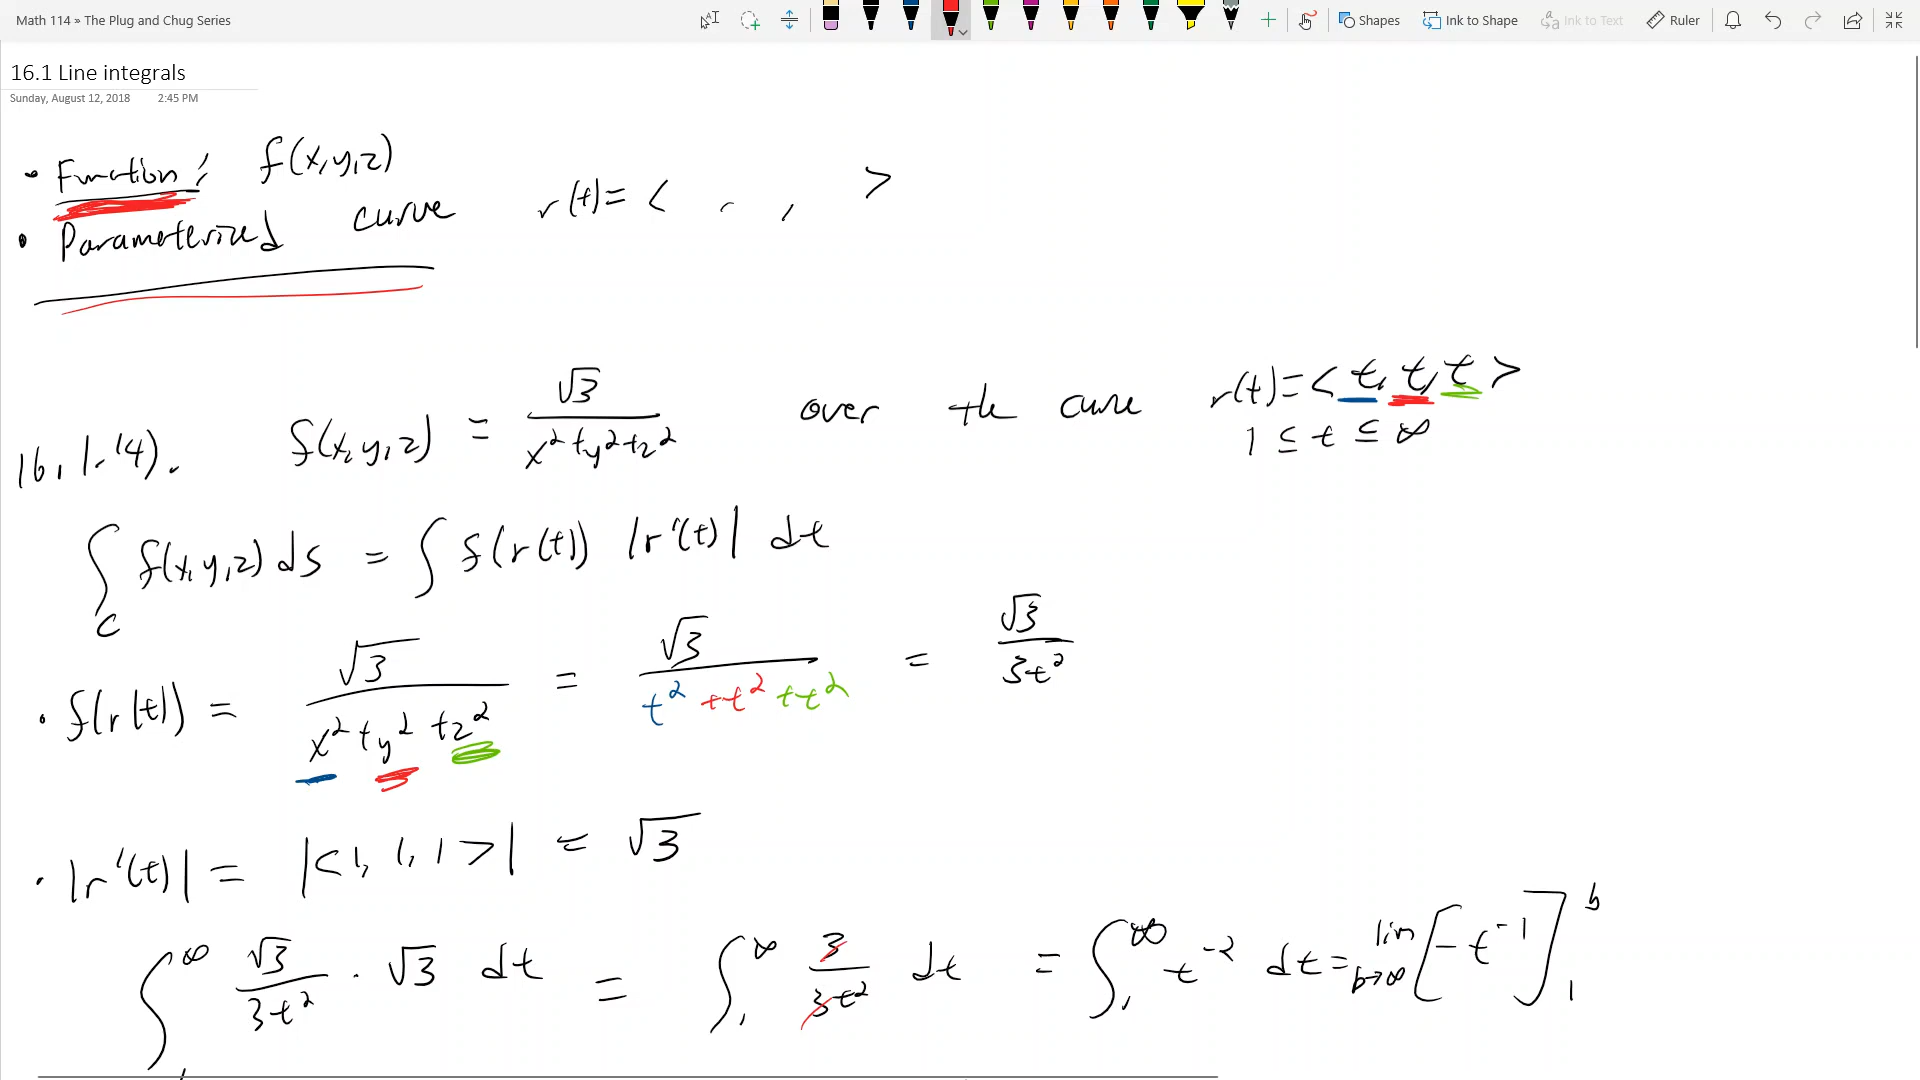 Math 114 » The Plug and Chug Series
Shapes Ink to Shape Ink to Text Ruler
16.1 Line integrals
Sunday, August 12, 2018 2:45 PM
• Function: f(x,y,z)
• Parameterized curve r(t)=< , , >
16.1.14). f(x,y,z) = √3/(x²+y²+z²) over the curve r(t)=<t,t,t>
1 ≤ t ≤ ∞
∫_C f(x,y,z) ds = ∫ f(r(t)) |r'(t)| dt
• f(r(t)) = √3/(x²+y²+z²) = √3/(t²+t²+t²) = √3/(3t²)
• |r'(t)| = |<1,1,1>| = √3
∫_1^∞ √3/(3t²) · √3 dt = ∫_1^∞ 3/(3t²) dt = ∫_1^∞ t⁻² dt = lim b→∞ [-t⁻¹]_1^b